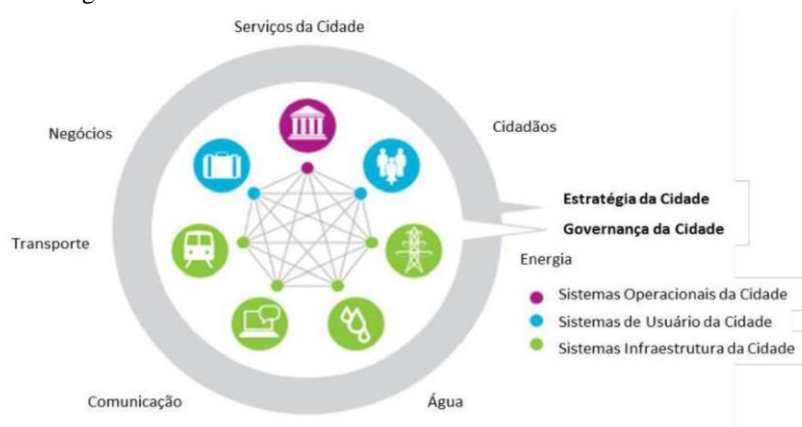 Serviços da Cidade
Negócios
Cidadãos
Estratégia da Cidade
Governança da Cidade
Transporte
Energia
Sistemas Operacionais da Cidade
Sistemas de Usuário da Cidade
Sistemas Infraestrutura da Cidade
Comunicação
Água